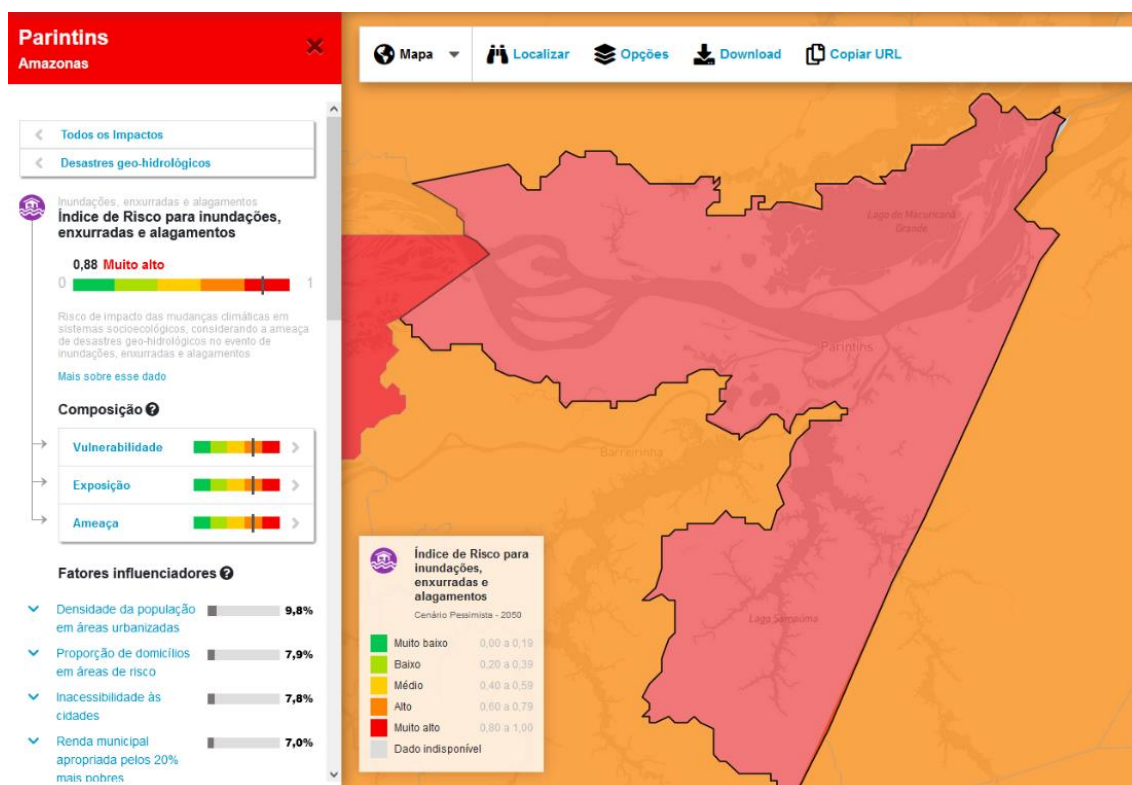 Parintins
Amazonas
Mapa
Localizar
Opções
Download
Copiar URL
Todos os Impactos
Desastres geo-hidrológicos
Inundações, enxurradas e alagamentos
Índice de Risco para inundações,
enxurradas e alagamentos
0,88 Muito alto
0 1
Risco de impacto das mudanças climáticas em
sistemas socioecológicos, considerando a ameaça
de desastres geo-hidrológicos no evento de
inundações, enxurradas e alagamentos
Mais sobre esse dado
Composição ?
Vulnerabilidade
Exposição
Ameaça
Fatores influenciadores ?
Densidade da população 9,8%
em áreas urbanizadas
Proporção de domicílios 7,9%
em áreas de risco
Inacessibilidade às 7,8%
cidades
Renda municipal 7,0%
apropriada pelos 20%
mais pobres
Lago de Macuricanã
Grande
Parintins
Barreirinha
Lago Samaúma
Índice de Risco para
inundações,
enxurradas e
alagamentos
Cenário Pessimista - 2050
Muito baixo 0,00 a 0,19
Baixo 0,20 a 0,39
Médio 0,40 a 0,59
Alto 0,60 a 0,79
Muito alto 0,80 a 1,00
Dado indisponível